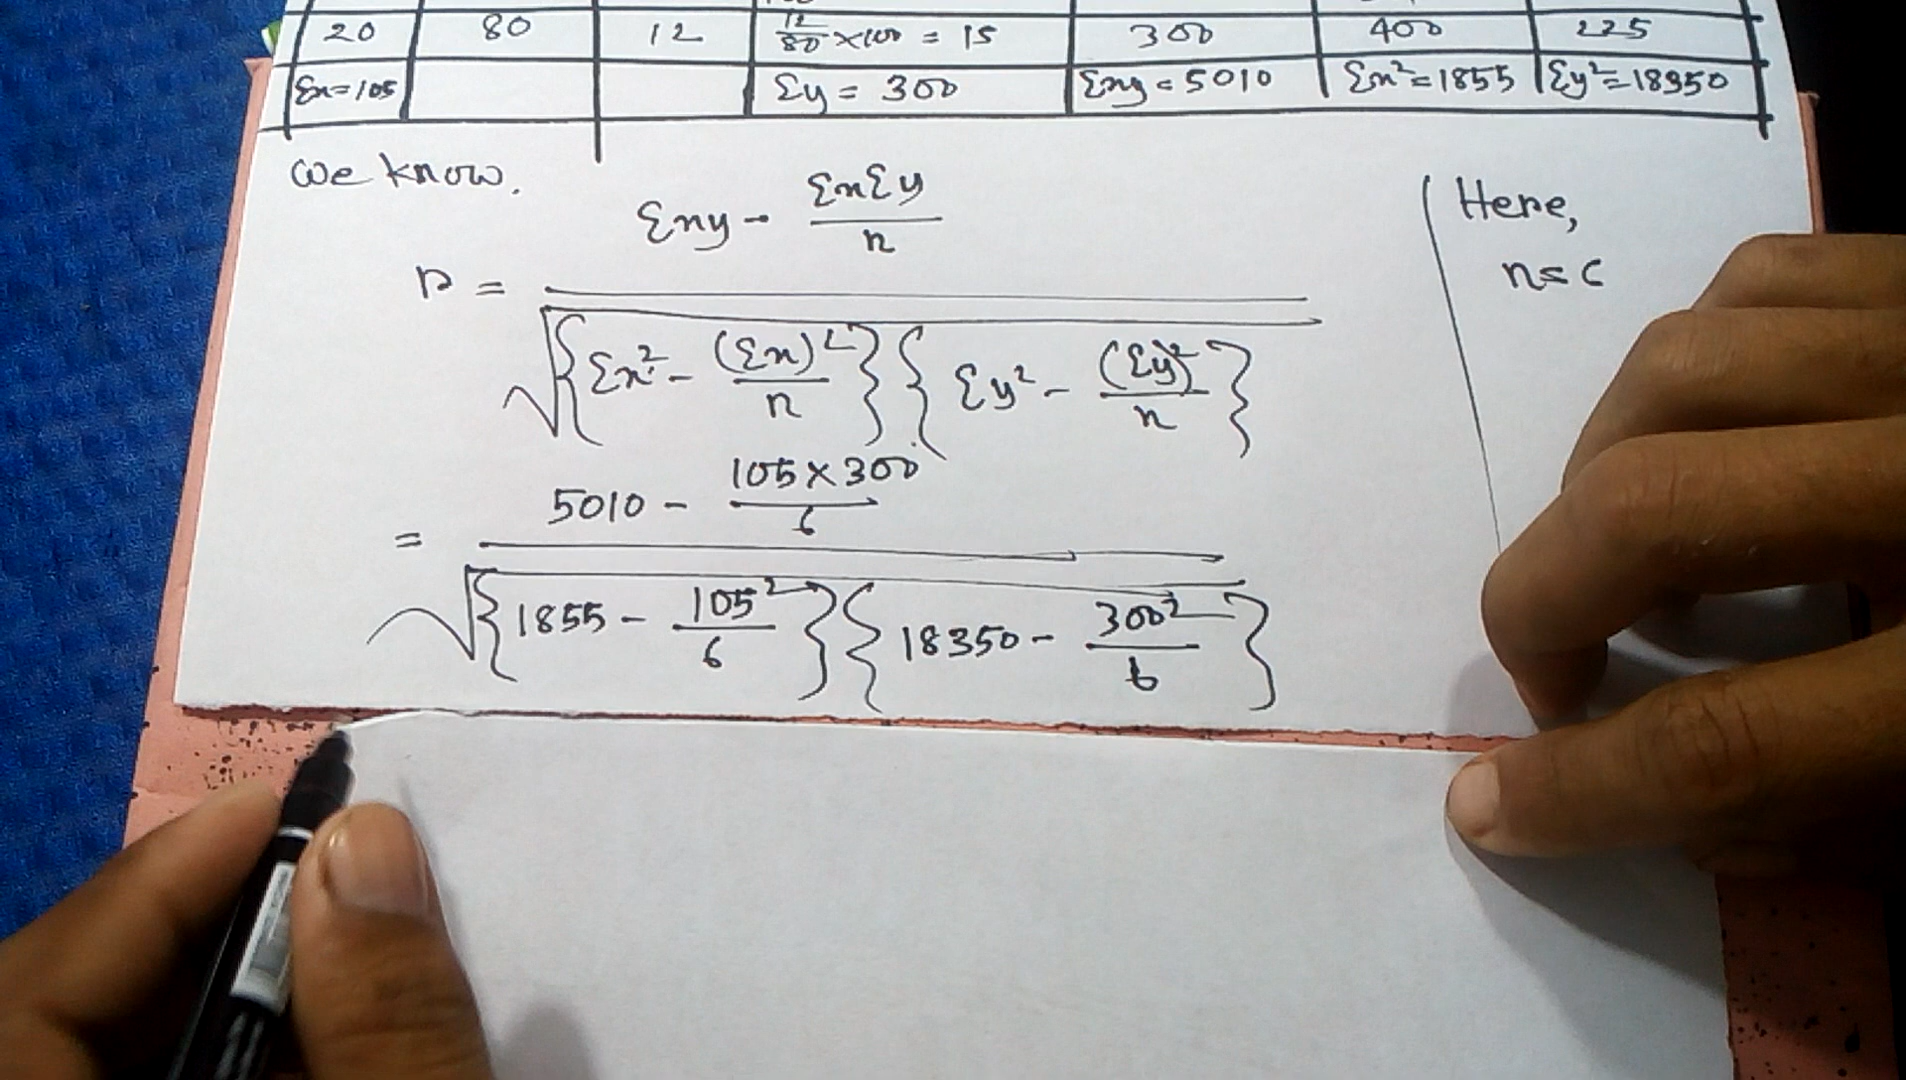 20 80 12 12/80 ×100 = 15 300 400 225
Σx=105 Σy = 300 Σxy = 5010 Σx²=1855 Σy²=18350
We know,
r = (Σxy - ΣxΣy/n) / √({Σx² - (Σx)²/n}{Σy² - (Σy)²/n})
Here,
n = 6
= (5010 - 105×300/6) / √({1855 - 105²/6}{18350 - 300²/6})